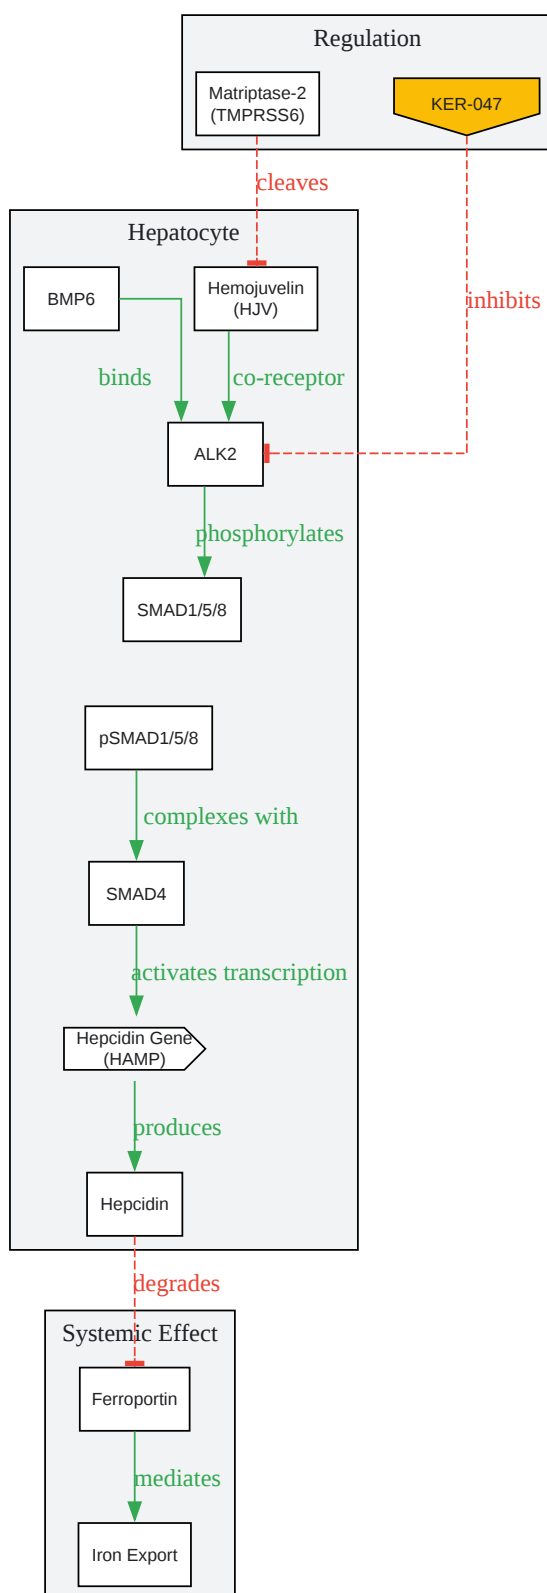 Regulation
Matriptase-2
(TMPRSS6)
KER-047
cleaves
Hepatocyte
BMP6
Hemojuvelin
(HJV)
inhibits
binds
co-receptor
ALK2
phosphorylates
SMAD1/5/8
pSMAD1/5/8
complexes with
SMAD4
activates transcription
Hepcidin Gene
(HAMP)
produces
Hepcidin
degrades
Systemic Effect
Ferroportin
mediates
Iron Export